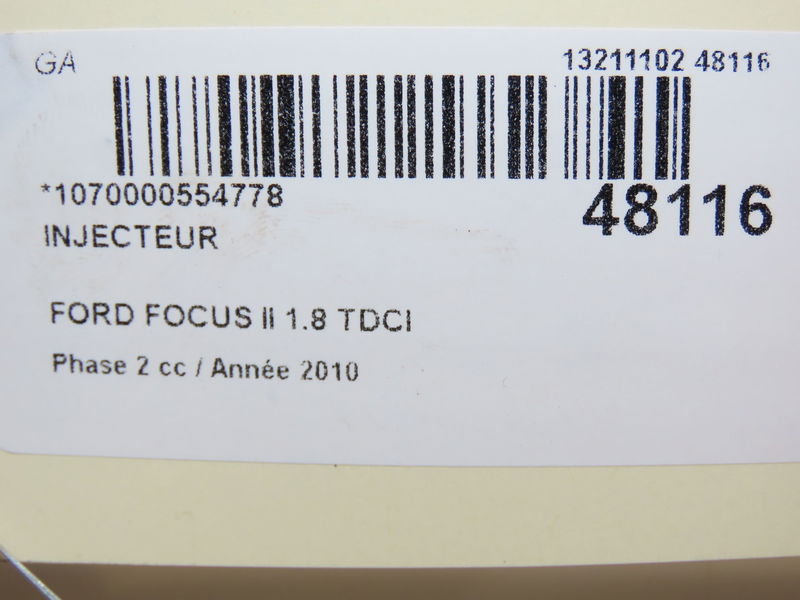 GA 13211102 48116
*1070000554778 48116
INJECTEUR
FORD FOCUS II 1.8 TDCI
Phase 2 cc / Année 2010